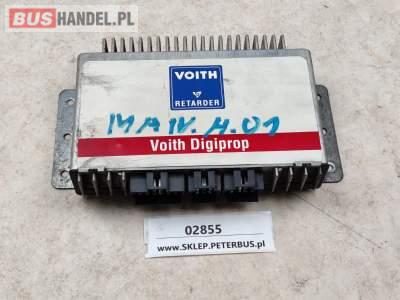 BUSHANDEL.PL
VOITH
RETARDER
MAN.H.01
Voith Digiprop
02855
www.SKLEP.PETERBUS.pl